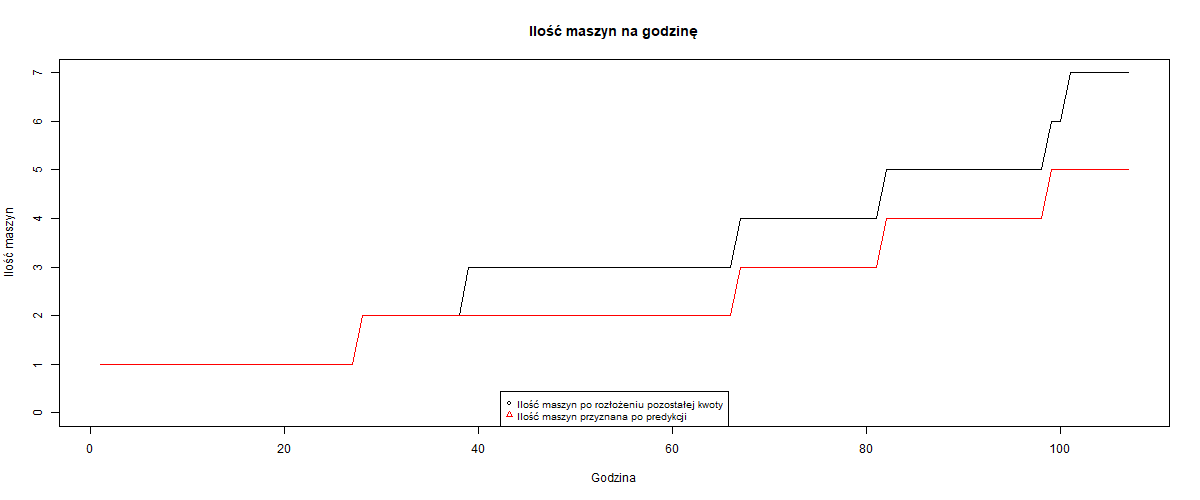 Ilość maszyn na godzinę
Ilość maszyn
7
6
5
4
3
2
1
0
Ilość maszyn po rozłożeniu pozostałej kwoty
Ilość maszyn przyznana po predykcji
0 20 40 60 80 100
Godzina